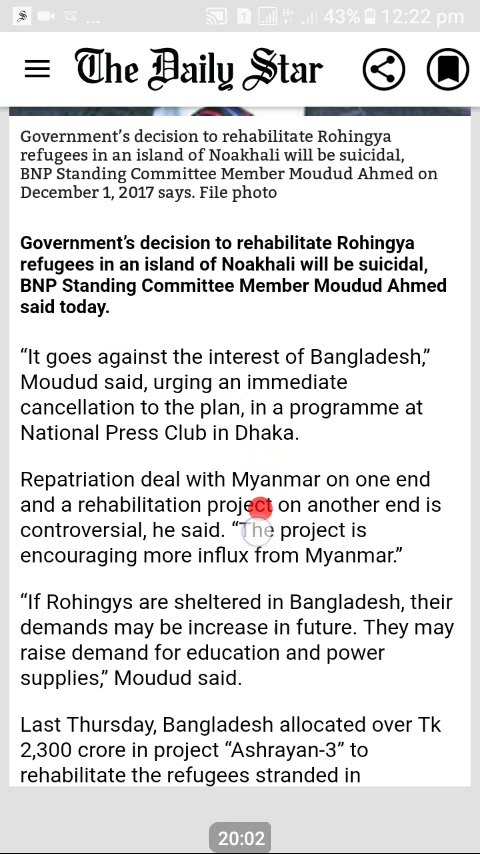 43% 12:22 pm
The Daily Star
Government's decision to rehabilitate Rohingya
refugees in an island of Noakhali will be suicidal,
BNP Standing Committee Member Moudud Ahmed on
December 1, 2017 says. File photo
Government's decision to rehabilitate Rohingya
refugees in an island of Noakhali will be suicidal,
BNP Standing Committee Member Moudud Ahmed
said today.
“It goes against the interest of Bangladesh,”
Moudud said, urging an immediate
cancellation to the plan, in a programme at
National Press Club in Dhaka.
Repatriation deal with Myanmar on one end
and a rehabilitation project on another end is
controversial, he said. “The project is
encouraging more influx from Myanmar.”
“If Rohingys are sheltered in Bangladesh, their
demands may be increase in future. They may
raise demand for education and power
supplies,” Moudud said.
Last Thursday, Bangladesh allocated over Tk
2,300 crore in project “Ashrayan-3” to
rehabilitate the refugees stranded in
20:02